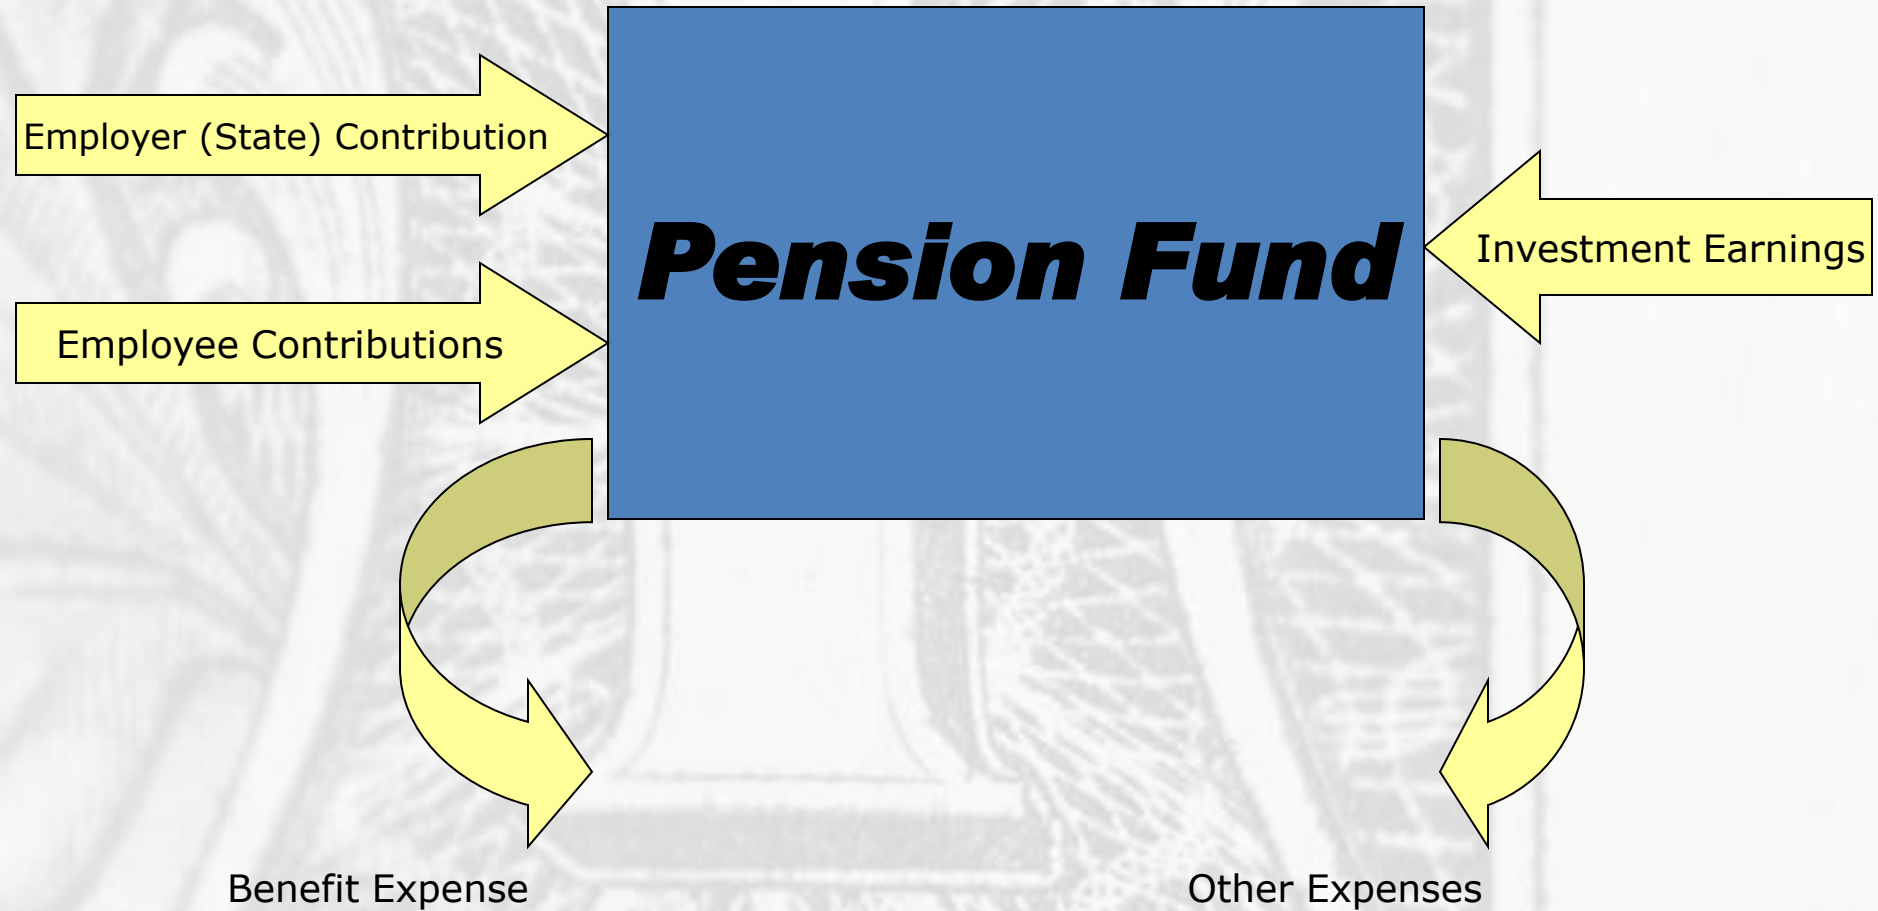 Employer (State) Contribution
Pension Fund
Investment Earnings
Employee Contributions
Benefit Expense
Other Expenses